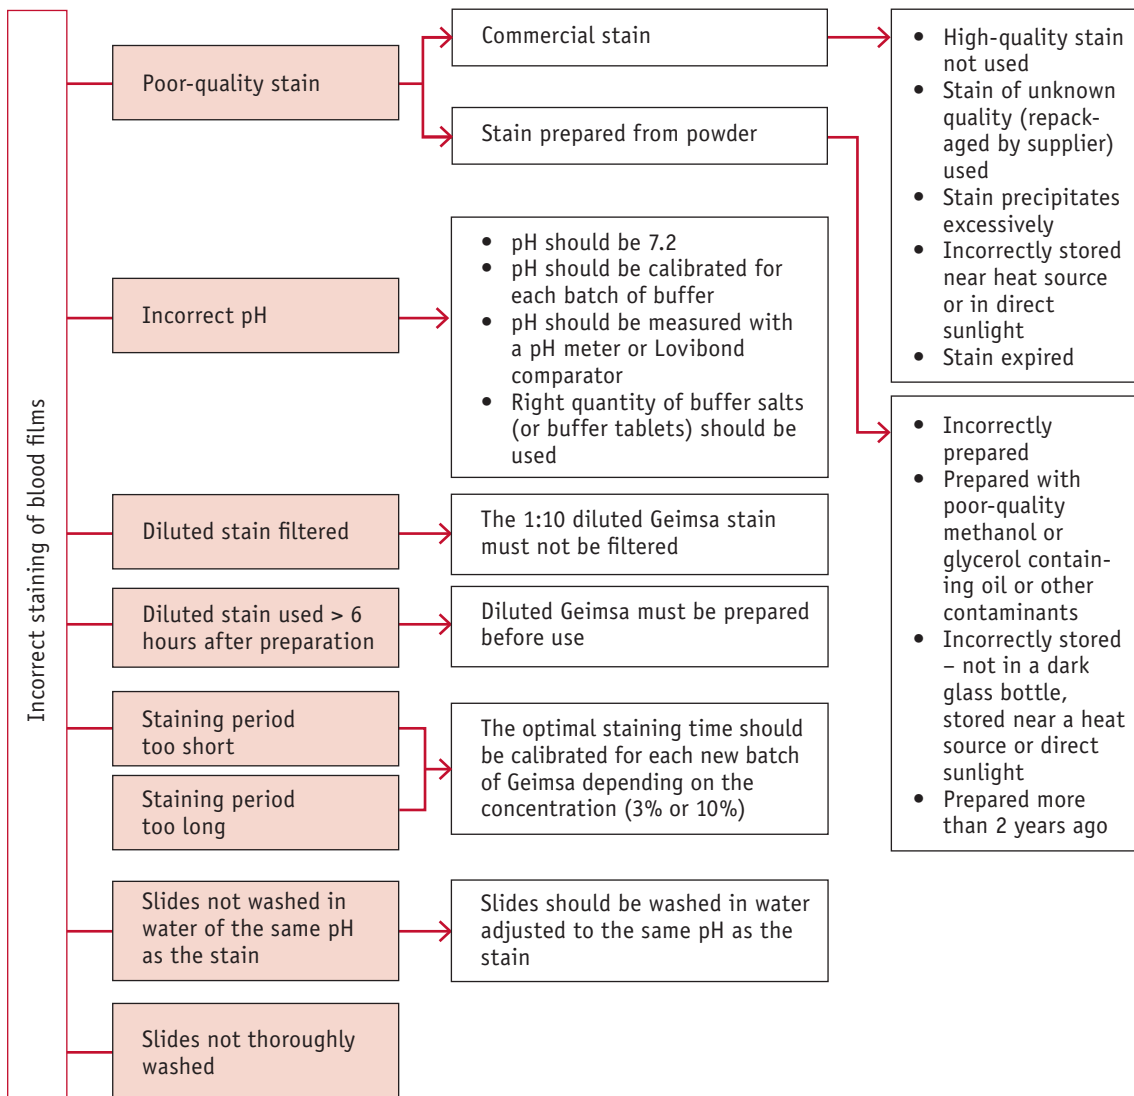 Incorrect staining of blood films
Poor-quality stain
Commercial stain
Stain prepared from powder
• High-quality stain
not used
• Stain of unknown
quality (repack-
aged by supplier)
used
• Stain precipitates
excessively
• Incorrectly stored
near heat source
or in direct
sunlight
• Stain expired
• Incorrectly
prepared
• Prepared with
poor-quality
methanol or
glycerol contain-
ing oil or other
contaminants
• Incorrectly stored
– not in a dark
glass bottle,
stored near a heat
source or direct
sunlight
• Prepared more
than 2 years ago
Incorrect pH
• pH should be 7.2
• pH should be calibrated for
each batch of buffer
• pH should be measured with
a pH meter or Lovibond
comparator
• Right quantity of buffer salts
(or buffer tablets) should be
used
Diluted stain filtered
The 1:10 diluted Geimsa stain
must not be filtered
Diluted stain used > 6
hours after preparation
Diluted Geimsa must be prepared
before use
Staining period
too short
Staining period
too long
The optimal staining time should
be calibrated for each new batch
of Geimsa depending on the
concentration (3% or 10%)
Slides not washed in
water of the same pH
as the stain
Slides should be washed in water
adjusted to the same pH as the
stain
Slides not thoroughly
washed